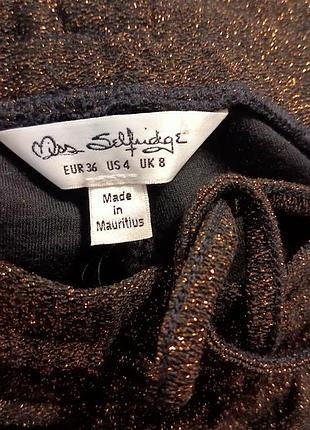 Miss Selfridge
EUR 36 US 4 UK 8
Made
in
Mauritius